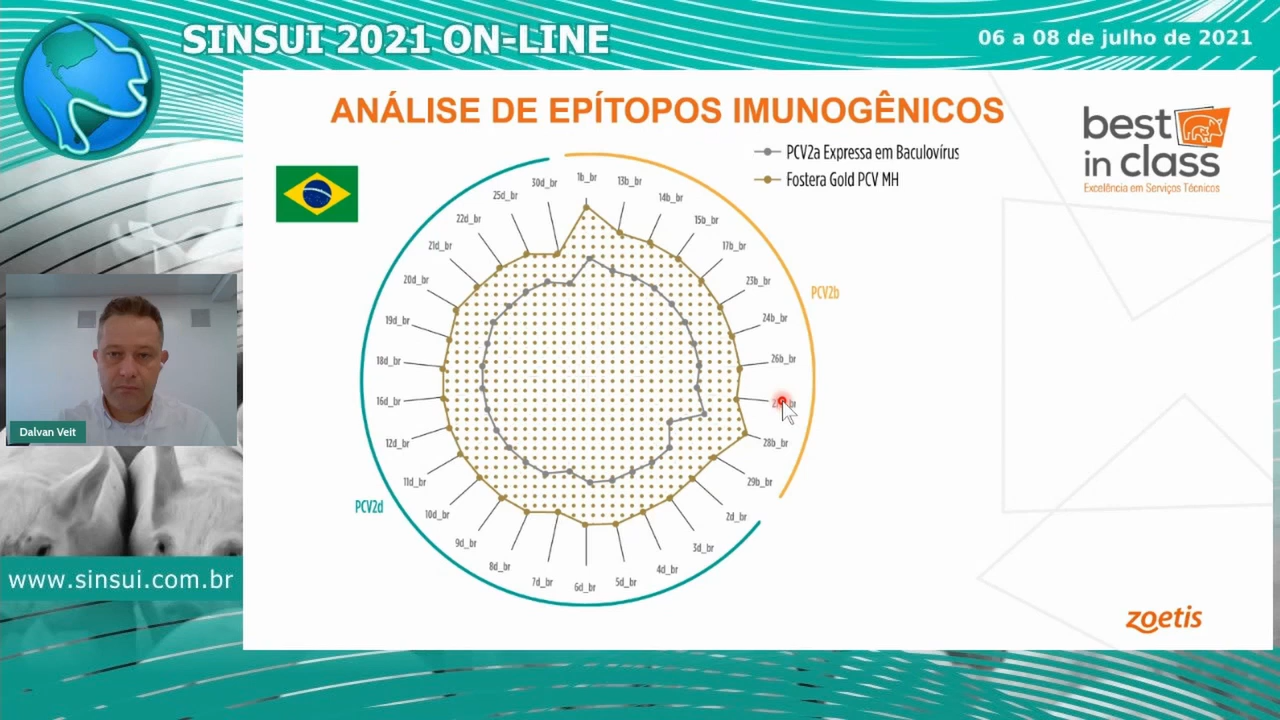 SINSUI 2021 ON-LINE
06 a 08 de julho de 2021
ANÁLISE DE EPÍTOPOS IMUNOGÊNICOS
best
in class
Excelência em Serviços Técnicos
PCV2a Expressa em Baculovírus
Fostera Gold PCV MH
1b_br
13b_br
14b_br
15b_br
17b_br
23b_br
24b_br
26b_br
28b_br
29b_br
2d_br
3d_br
4d_br
5d_br
6d_br
7d_br
8d_br
9d_br
10d_br
11d_br
12d_br
16d_br
18d_br
19d_br
20d_br
21d_br
22d_br
25d_br
30d_br
PCV2b
PCV2d
Dalvan Veit
www.sinsui.com.br
zoetis